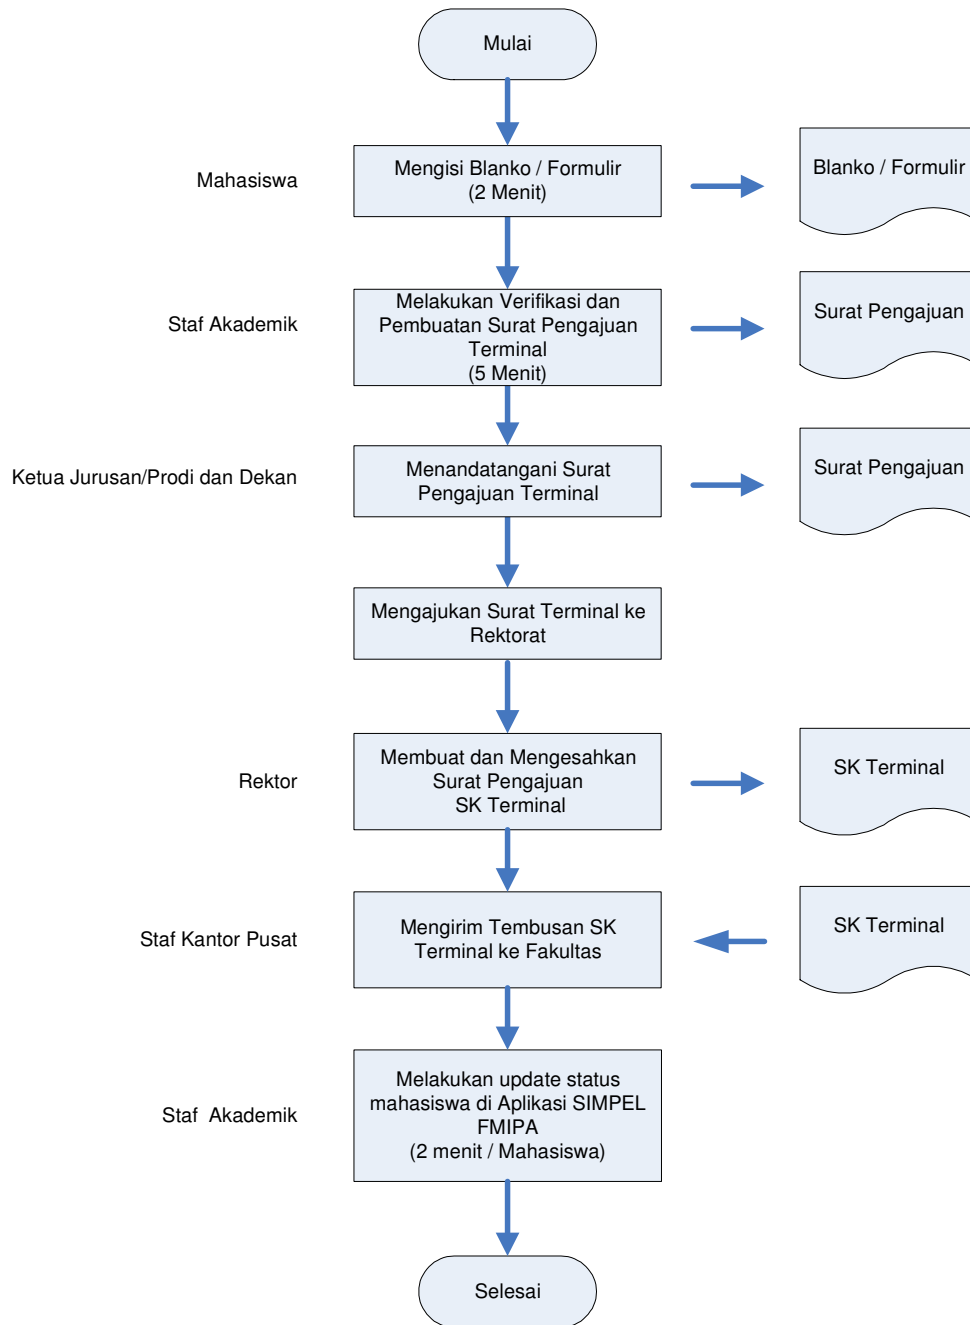 Mulai
Mahasiswa
Mengisi Blanko / Formulir
(2 Menit)
Blanko / Formulir
Staf Akademik
Melakukan Verifikasi dan
Pembuatan Surat Pengajuan
Terminal
(5 Menit)
Surat Pengajuan
Ketua Jurusan/Prodi dan Dekan
Menandatangani Surat
Pengajuan Terminal
Surat Pengajuan
Mengajukan Surat Terminal ke
Rektorat
Rektor
Membuat dan Mengesahkan
Surat Pengajuan
SK Terminal
SK Terminal
Staf Kantor Pusat
Mengirim Tembusan SK
Terminal ke Fakultas
SK Terminal
Staf  Akademik
Melakukan update status
mahasiswa di Aplikasi SIMPEL
FMIPA
(2 menit / Mahasiswa)
Selesai